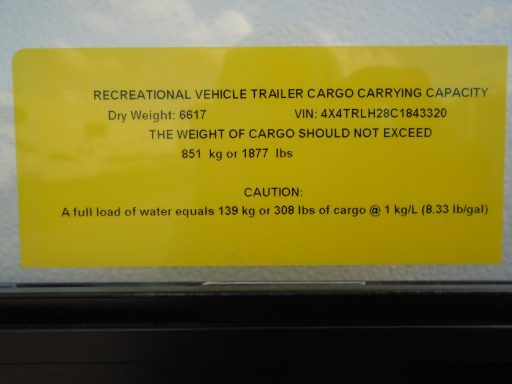 RECREATIONAL VEHICLE TRAILER CARGO CARRYING CAPACITY
Dry Weight: 6617 VIN: 4X4TRLH28C1843320
THE WEIGHT OF CARGO SHOULD NOT EXCEED
851 kg or 1877 lbs
CAUTION:
A full load of water equals 139 kg or 308 lbs of cargo @ 1 kg/L (8.33 lb/gal)